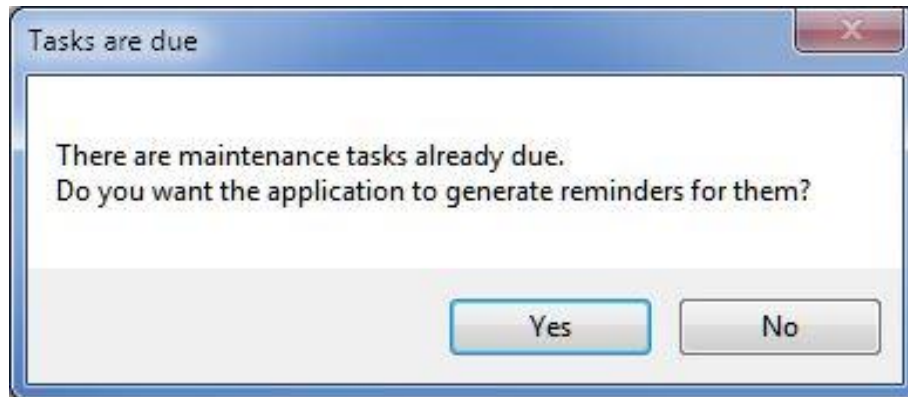 Tasks are due
There are maintenance tasks already due.
Do you want the application to generate reminders for them?
Yes
No